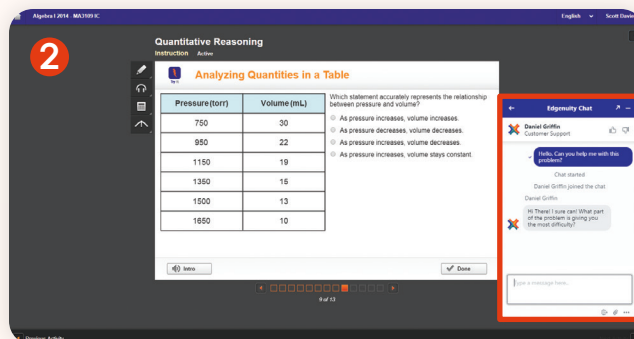 Algebra I 2014 - MA3109 IC
English
Scott Davie
2
Quantitative Reasoning
Instruction Active
Try It
Analyzing Quantities in a Table
Pressure (torr) Volume (mL)
750 30
950 22
1150 19
1350 15
1500 13
1650 10
Which statement accurately represents the relationship
between pressure and volume?
As pressure increases, volume increases.
As pressure decreases, volume decreases.
As pressure increases, volume decreases.
As pressure increases, volume stays constant.
Intro
Done
9 of 13
Previous Activity
Edgenuity Chat
Daniel Griffin
Customer Support
Hello. Can you help me with this
problem?
Chat started
Daniel Griffin joined the chat
Daniel Griffin
Hi There! I sure can! What part
of the problem is giving you
the most difficulty?
Type a message here...